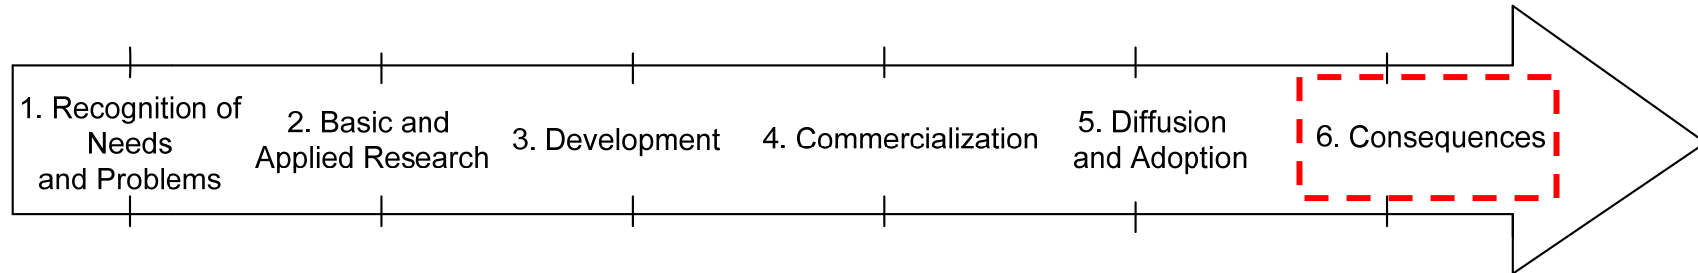 1. Recognition of
Needs
and Problems
2. Basic and
Applied Research
3. Development
4. Commercialization
5. Diffusion
and Adoption
6. Consequences